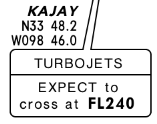 KAJAY
N33 48.2
W098 46.0
TURBOJETS
EXPECT to
cross at FL240